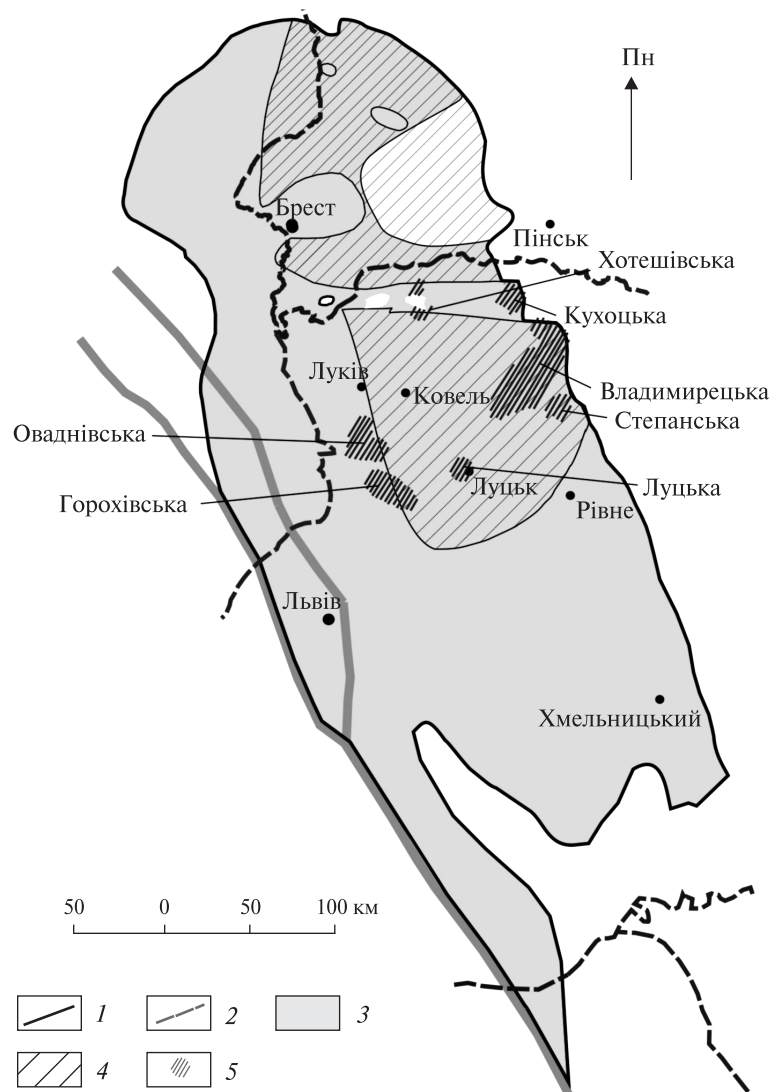 Пн
Брест
Пінськ
Хотешівська
Кухоцька
Луків
Ковель
Владимирецька
Степанська
Оваднівська
Горохівська
Луцьк
Луцька
Рівне
Львів
Хмельницький
50 0 50 100 км
1 2 3
4 5